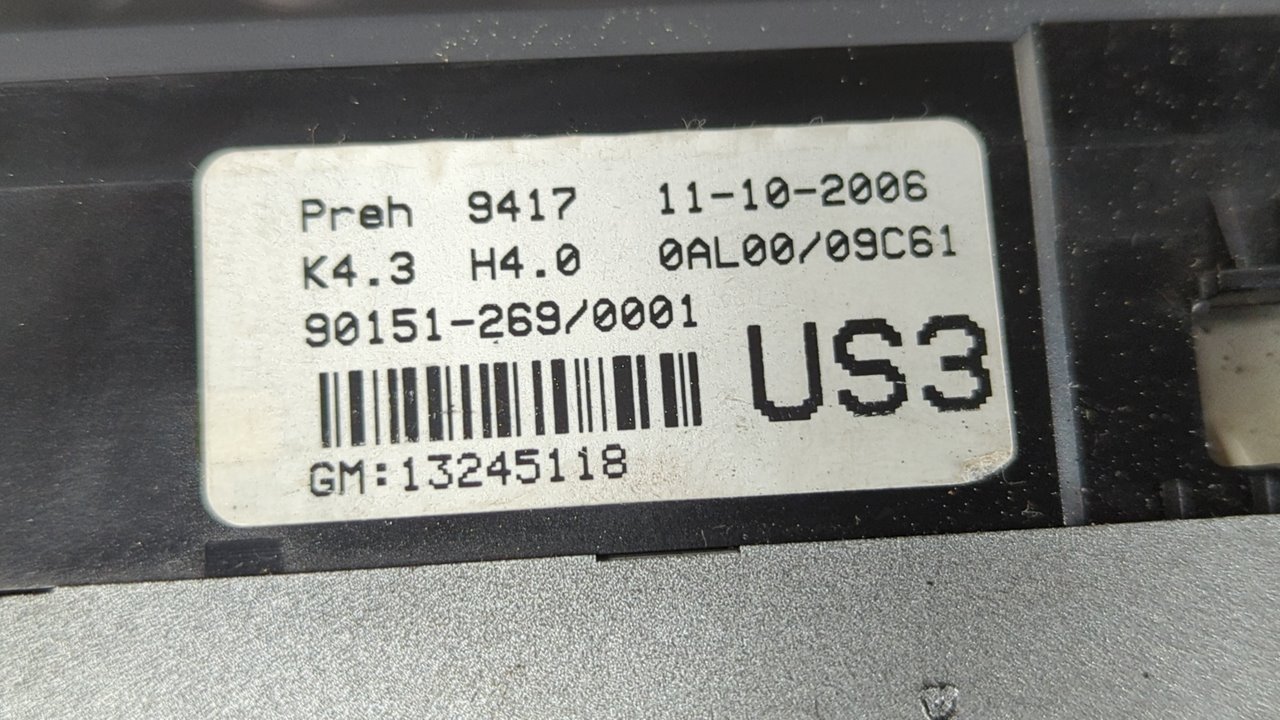 Preh 9417 11-10-2006
K4.3 H4.0 0AL00/09C61
90151-269/0001
US3
GM:13245118